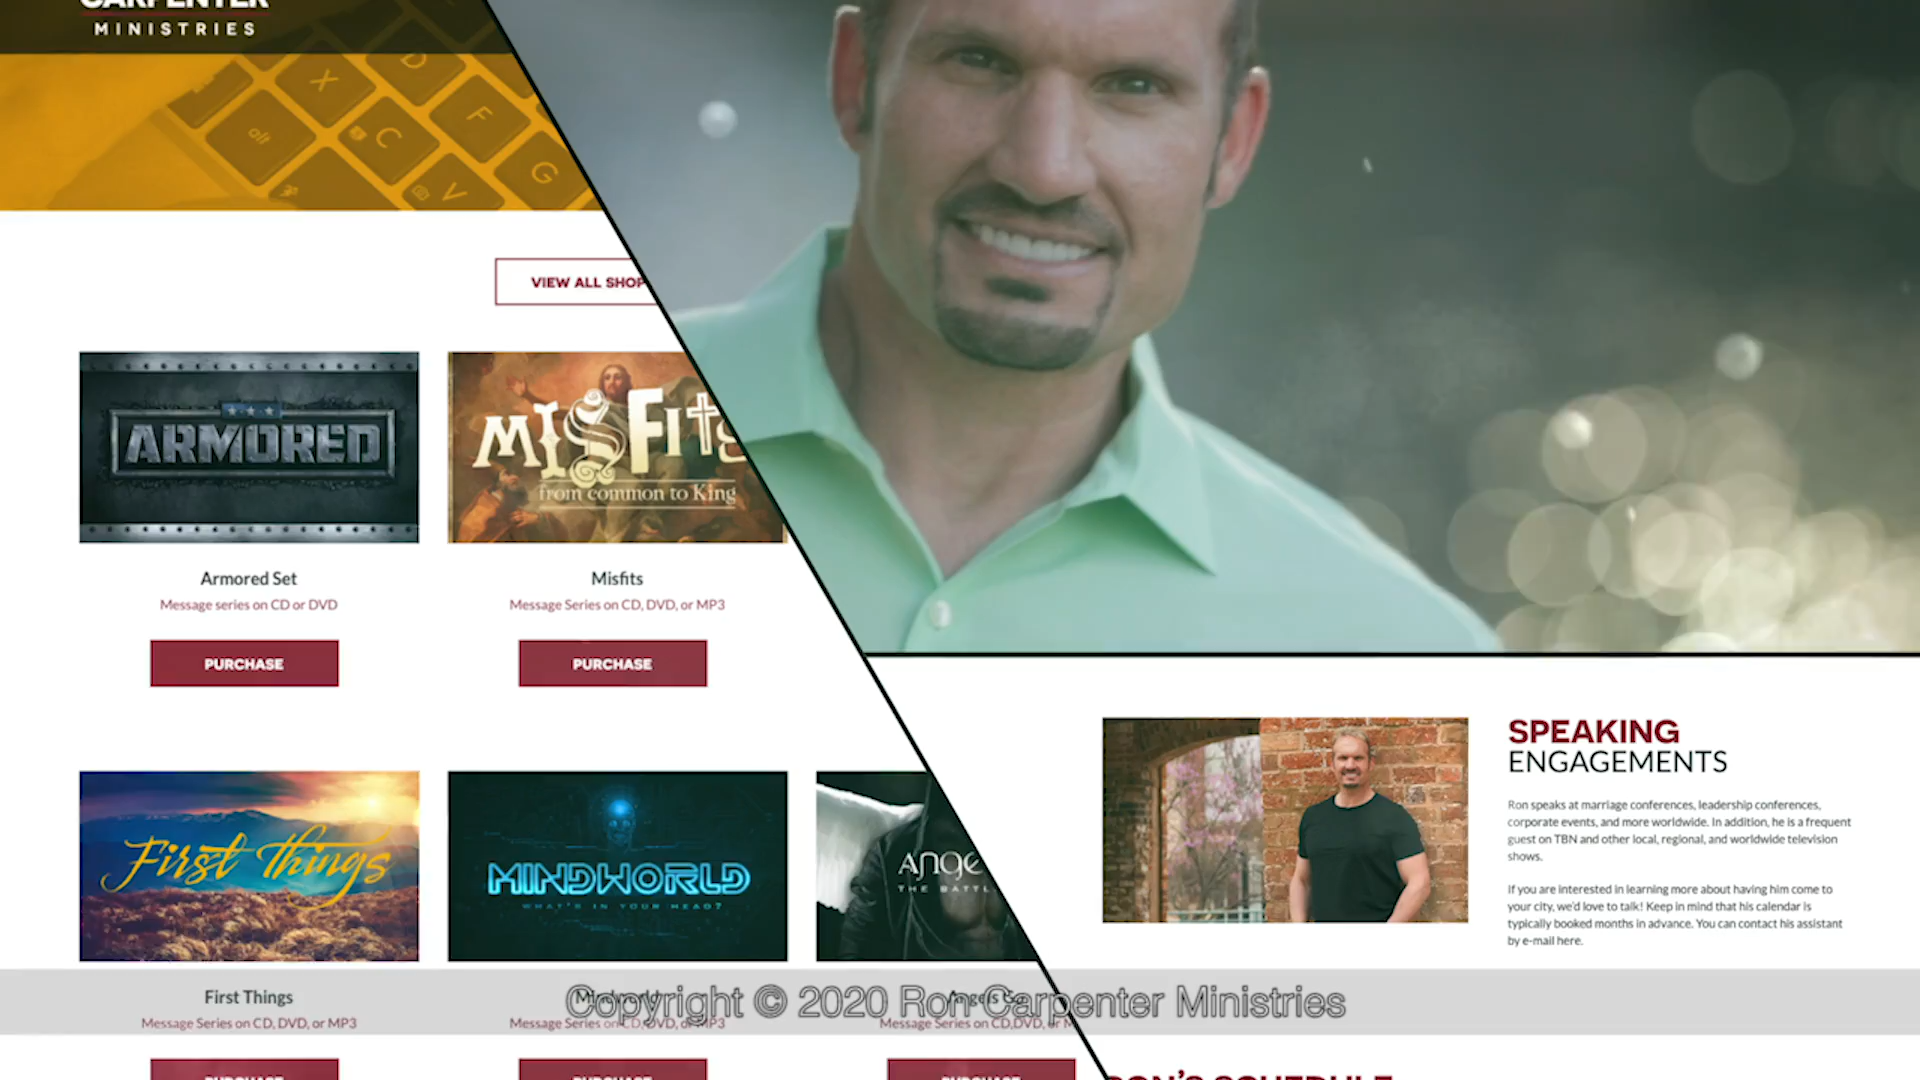 CARPENTER
MINISTRIES
X
D
F
alt
C
V
G
VIEW ALL SHOP
ARMORED
MISFits
from common to King
Armored Set
Message series on CD or DVD
PURCHASE
Misfits
Message Series on CD, DVD, or MP3
PURCHASE
First Things
MINDWORLD
WHAT'S IN YOUR HEAD?
ANGE
THE BATTL
First Things
Message Series on CD, DVD, or MP3
PURCHASE
Mindworld
Message Series on CD, DVD, or MP3
PURCHASE
Angels
Message Series on CD,DVD, or M
PURCHASE
SPEAKING
ENGAGEMENTS
Ron speaks at marriage conferences, leadership conferences,
corporate events, and more worldwide. In addition, he is a frequent
guest on TBN and other local, regional, and worldwide television
shows.
If you are interested in learning more about having him come to
your city, we'd love to talk! Keep in mind that his calendar is
typically booked months in advance. You can contact his assistant
by e-mail here.
Copyright © 2020 Ron Carpenter Ministries
RON'S SCHEDULE